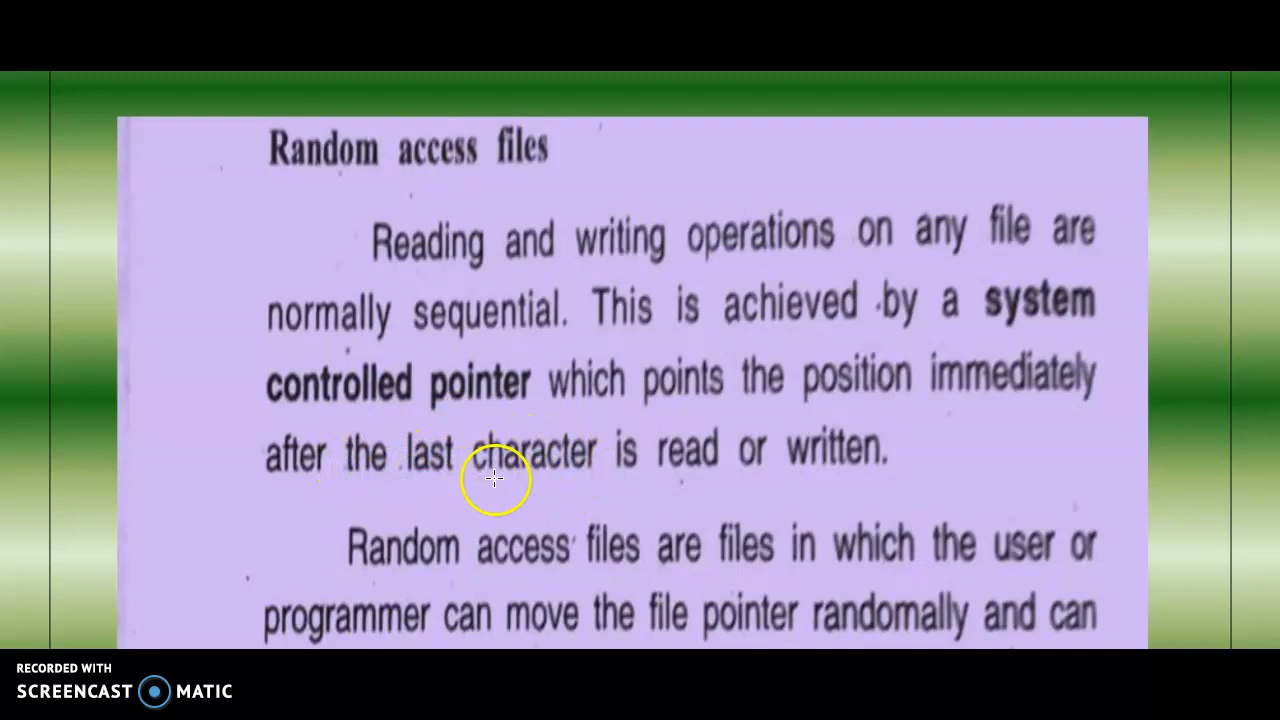 Random access files
Reading and writing operations on any file are
normally sequential. This is achieved by a system
controlled pointer which points the position immediately
after the last character is read or written.
Random access files are files in which the user or
programmer can move the file pointer randomally and can
RECORDED WITH
SCREENCAST MATIC